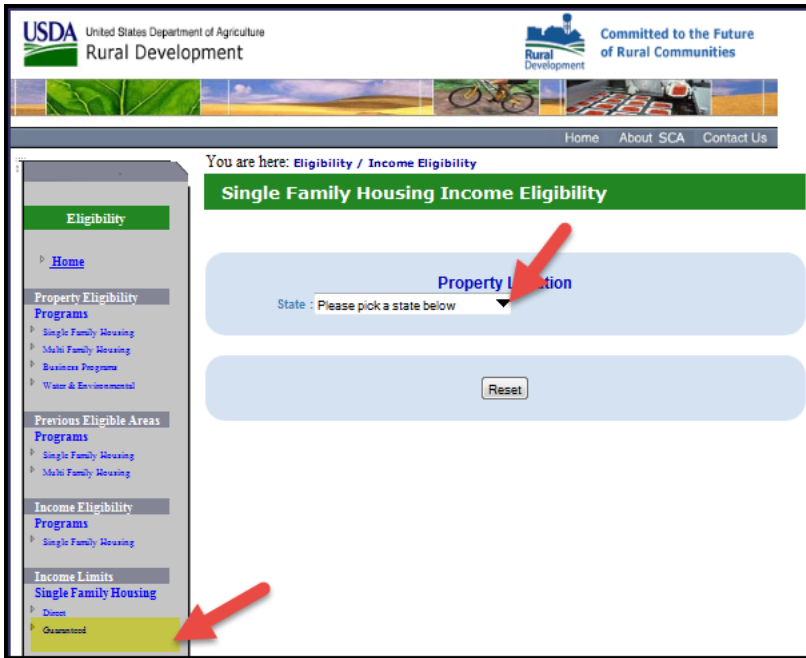 USDA United States Department of Agriculture
Rural Development
Rural
Development
Committed to the Future
of Rural Communities
Home About SCA Contact Us
You are here: Eligibility / Income Eligibility
Single Family Housing Income Eligibility
Eligibility
Home
Property Eligibility
Programs
Single Family Housing
Multi Family Housing
Business Programs
Water & Environmental
Previous Eligible Areas
Programs
Single Family Housing
Multi Family Housing
Income Eligibility
Programs
Single Family Housing
Income Limits
Single Family Housing
Direct
Guaranteed
Property
State : Please pick a state below
Reset